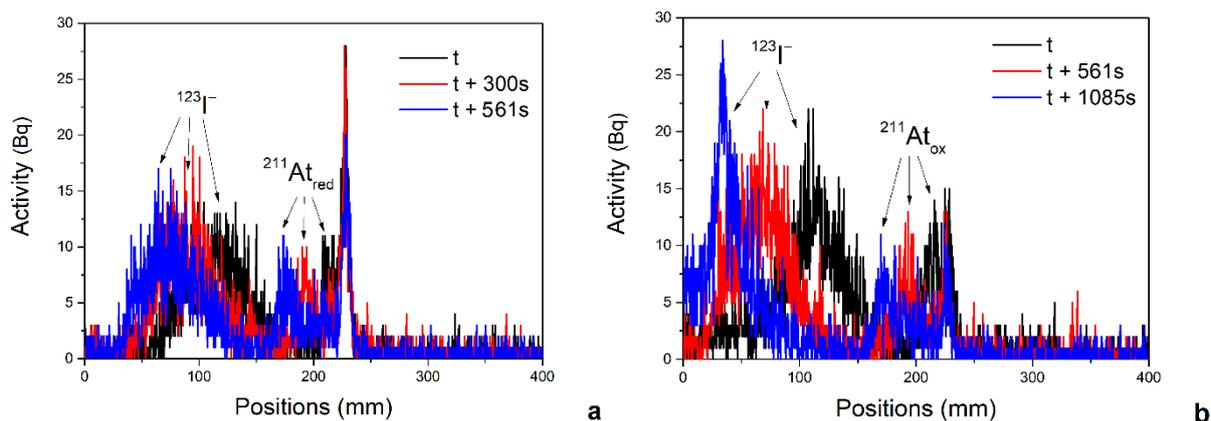 30
25
20
15
10
5
0
Activity (Bq)
0 100 200 300 400
Positions (mm)
t
t + 300s
t + 561s
¹²³I⁻
²¹¹At_red
a
30
25
20
15
10
5
0
Activity (Bq)
0 100 200 300 400
Positions (mm)
t
t + 561s
t + 1085s
¹²³I⁻
²¹¹At_ox
b